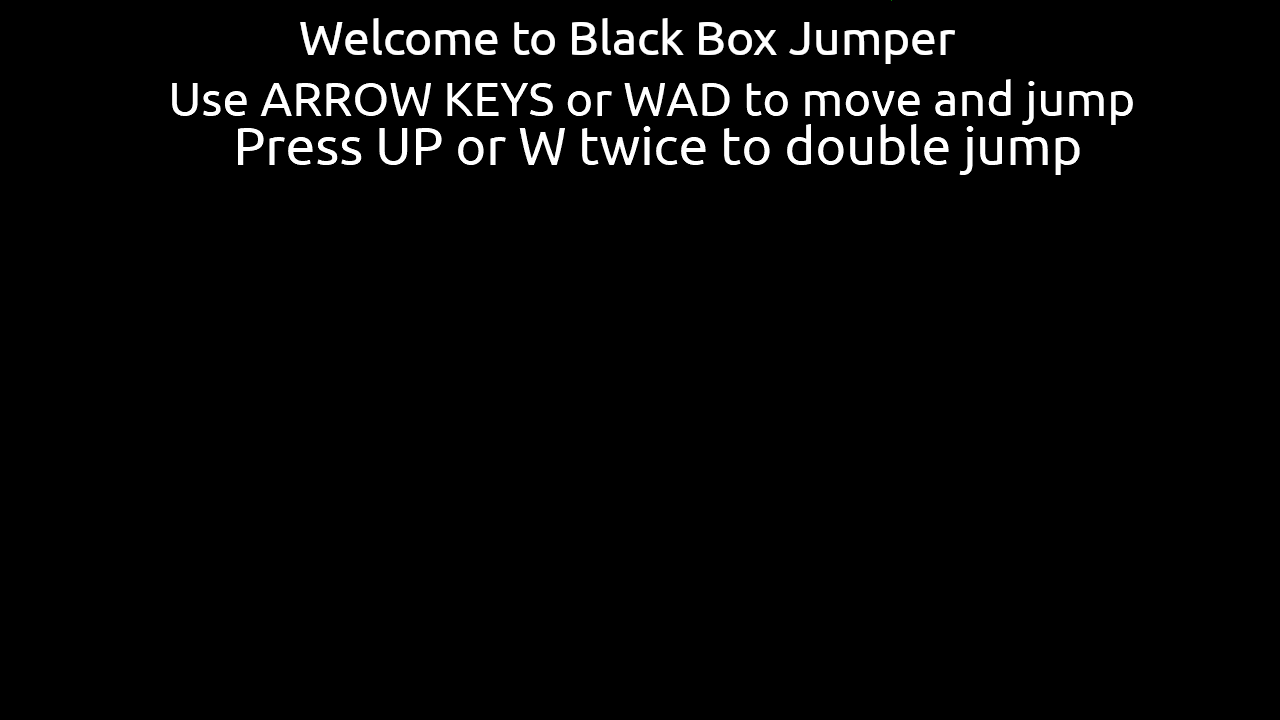 Welcome to Black Box Jumper
Use ARROW KEYS or WAD to move and jump
Press UP or W twice to double jump